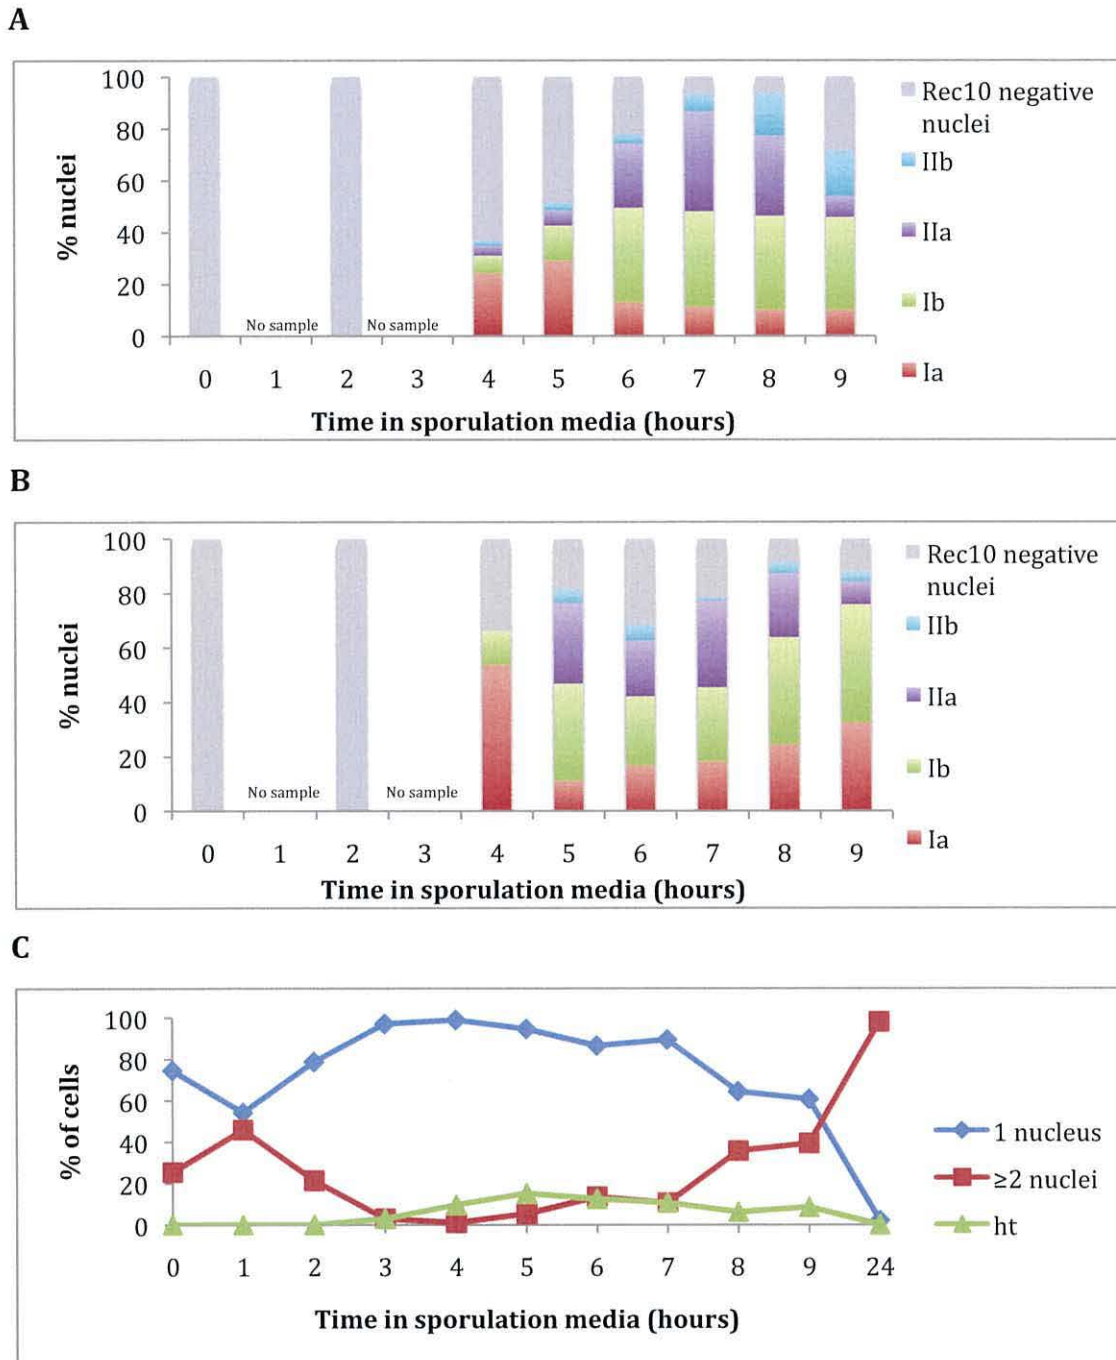 A
100
80
60
40
20
0
% nuclei
No sample
No sample
0 1 2 3 4 5 6 7 8 9
Time in sporulation media (hours)
Rec10 negative
nuclei
IIb
IIa
Ib
Ia
B
100
80
60
40
20
0
% nuclei
No sample
No sample
0 1 2 3 4 5 6 7 8 9
Time in sporulation media (hours)
Rec10 negative
nuclei
IIb
IIa
Ib
Ia
C
100
80
60
40
20
0
% of cells
0 1 2 3 4 5 6 7 8 9 24
Time in sporulation media (hours)
1 nucleus
≥2 nuclei
ht